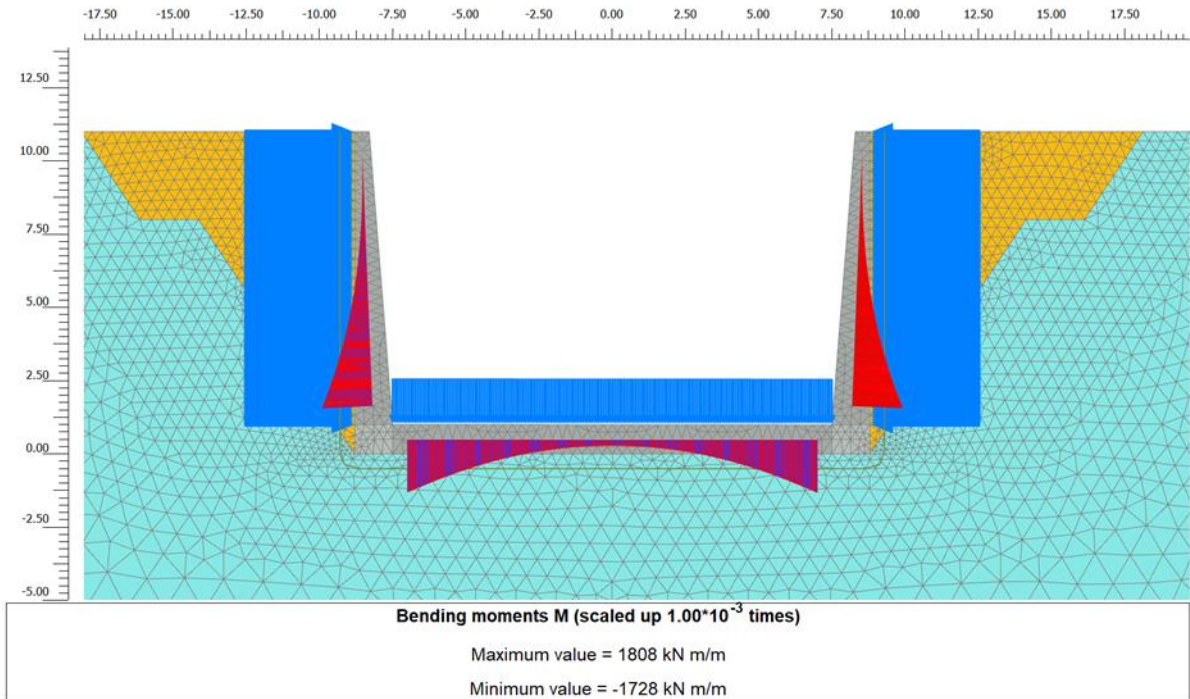 -17.50 -15.00 -12.50 -10.00 -7.50 -5.00 -2.50 0.00 2.50 5.00 7.50 10.00 12.50 15.00 17.50
12.50
10.00
7.50
5.00
2.50
0.00
-2.50
-5.00
Bending moments M (scaled up 1.00*10-3 times)
Maximum value = 1808 kN m/m
Minimum value = -1728 kN m/m